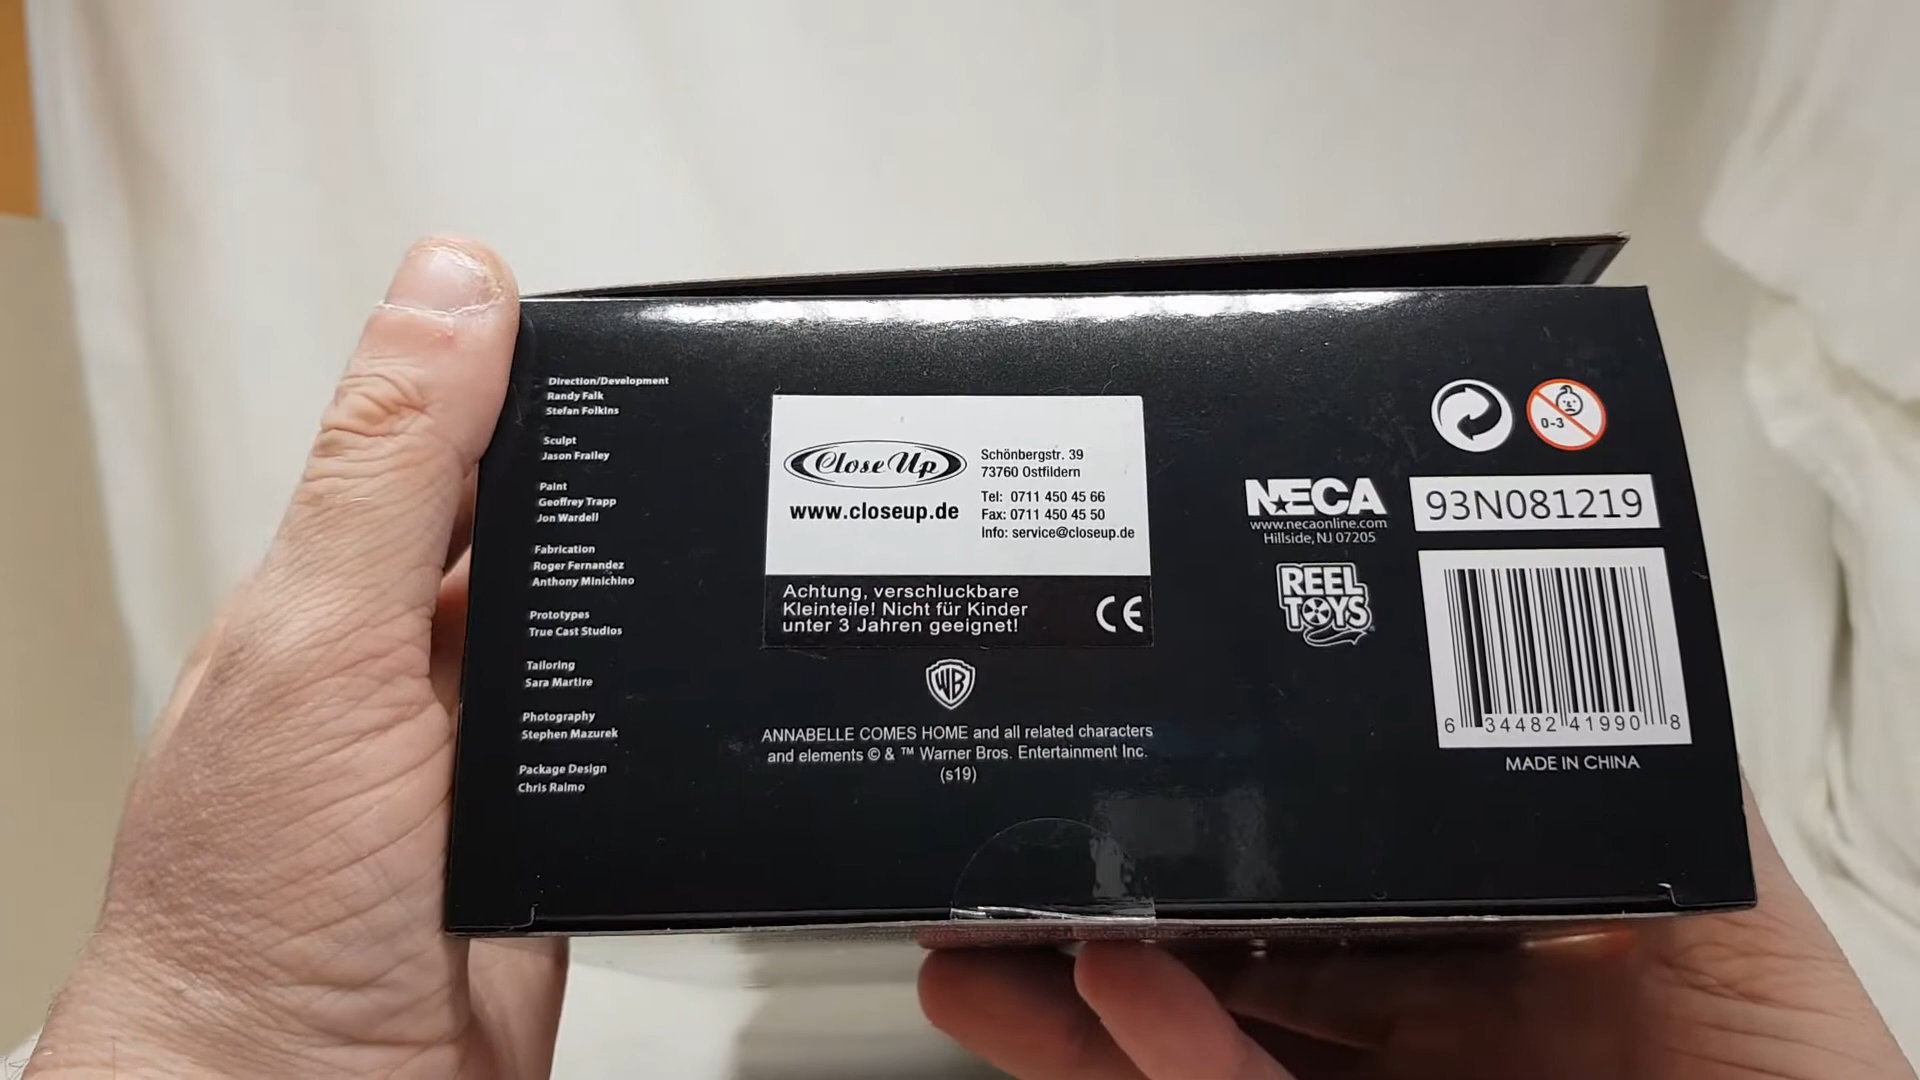 Direction/Development
Randy Falk
Stefan Folkins
Sculpt
Jason Frailey
Paint
Geoffrey Trapp
Jon Wardell
Fabrication
Roger Fernandez
Anthony Minichino
Prototypes
True Cast Studios
Tailoring
Sara Martire
Photography
Stephen Mazurek
Package Design
Chris Raimo
Close Up
www.closeup.de
Schönbergstr. 39
73760 Ostfildern
Tel: 0711 450 45 66
Fax: 0711 450 45 50
Info: service@closeup.de
Achtung, verschluckbare
Kleinteile! Nicht für Kinder
unter 3 Jahren geeignet!
CE
WB
ANNABELLE COMES HOME and all related characters
and elements © & ™ Warner Bros. Entertainment Inc.
(s19)
NECA
www.necaonline.com
Hillside, NJ 07205
REEL
TOYS
0-3
93N081219
6 34482 41990 8
MADE IN CHINA